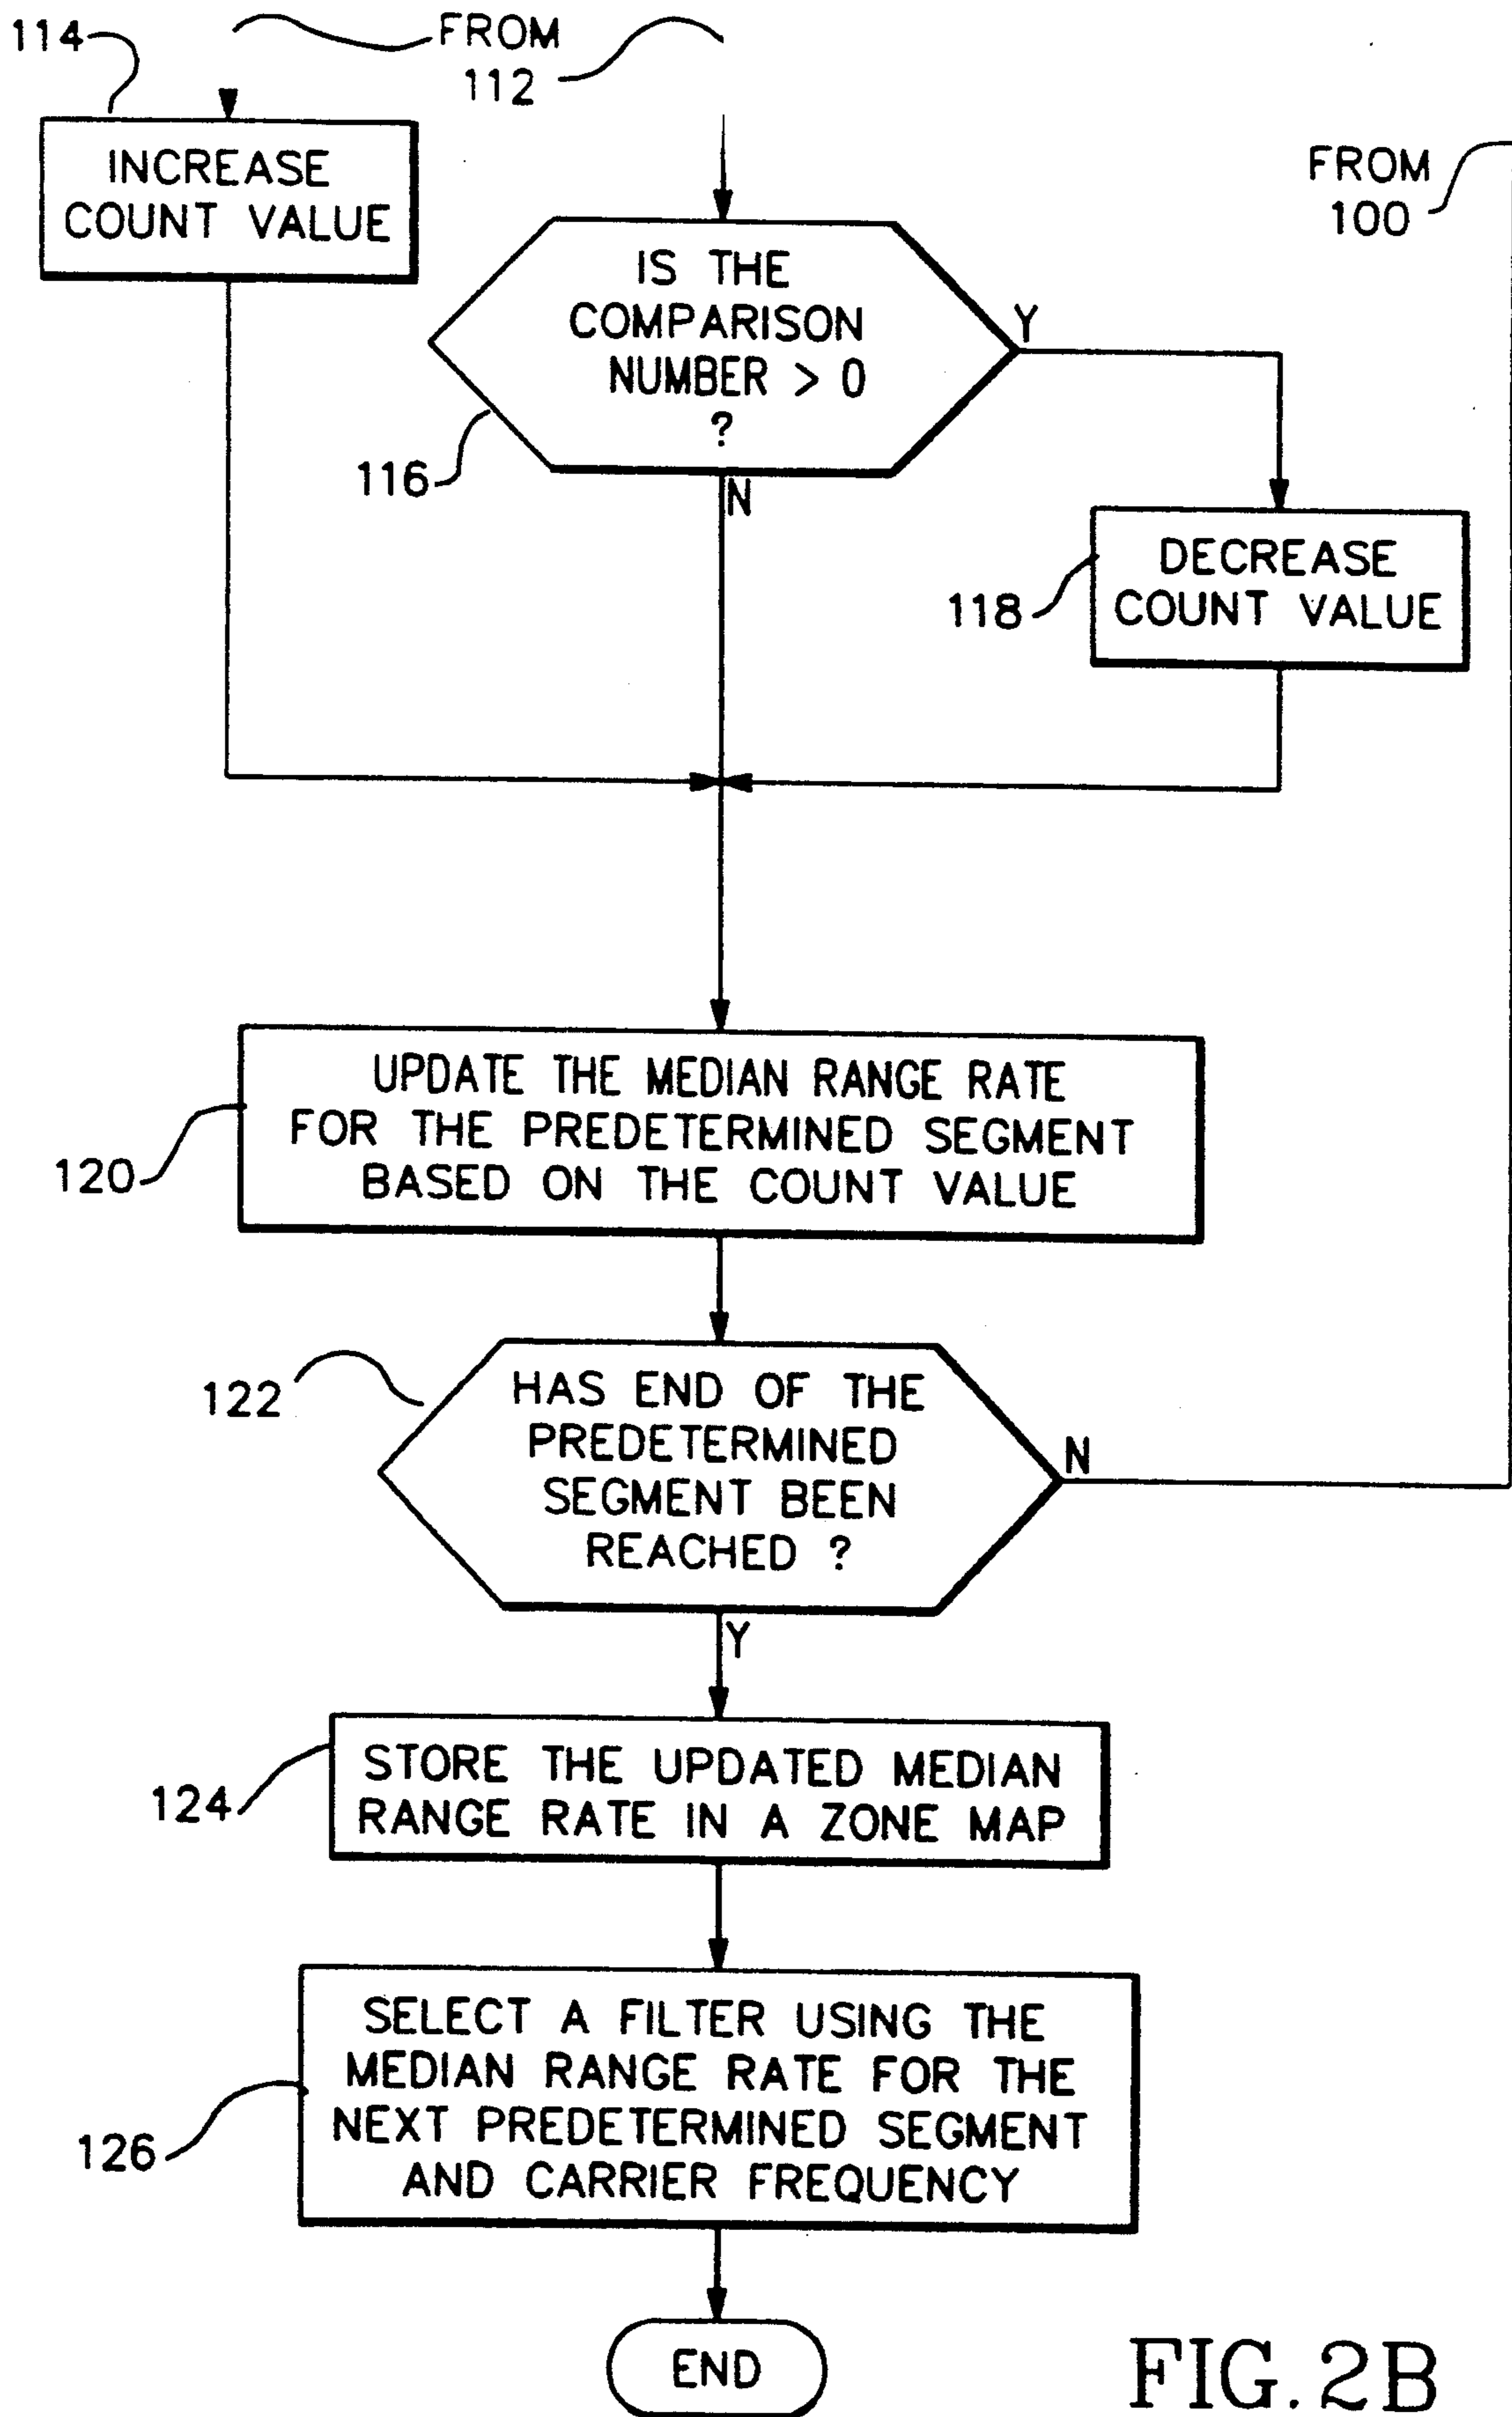 114
FROM
112
INCREASE
COUNT VALUE
FROM
100
IS THE
COMPARISON
NUMBER > 0
?
Y
116
N
118
DECREASE
COUNT VALUE
UPDATE THE MEDIAN RANGE RATE
FOR THE PREDETERMINED SEGMENT
BASED ON THE COUNT VALUE
120
122
HAS END OF THE
PREDETERMINED
SEGMENT BEEN
REACHED ?
N
Y
124
STORE THE UPDATED MEDIAN
RANGE RATE IN A ZONE MAP
126
SELECT A FILTER USING THE
MEDIAN RANGE RATE FOR THE
NEXT PREDETERMINED SEGMENT
AND CARRIER FREQUENCY
END
FIG. 2B